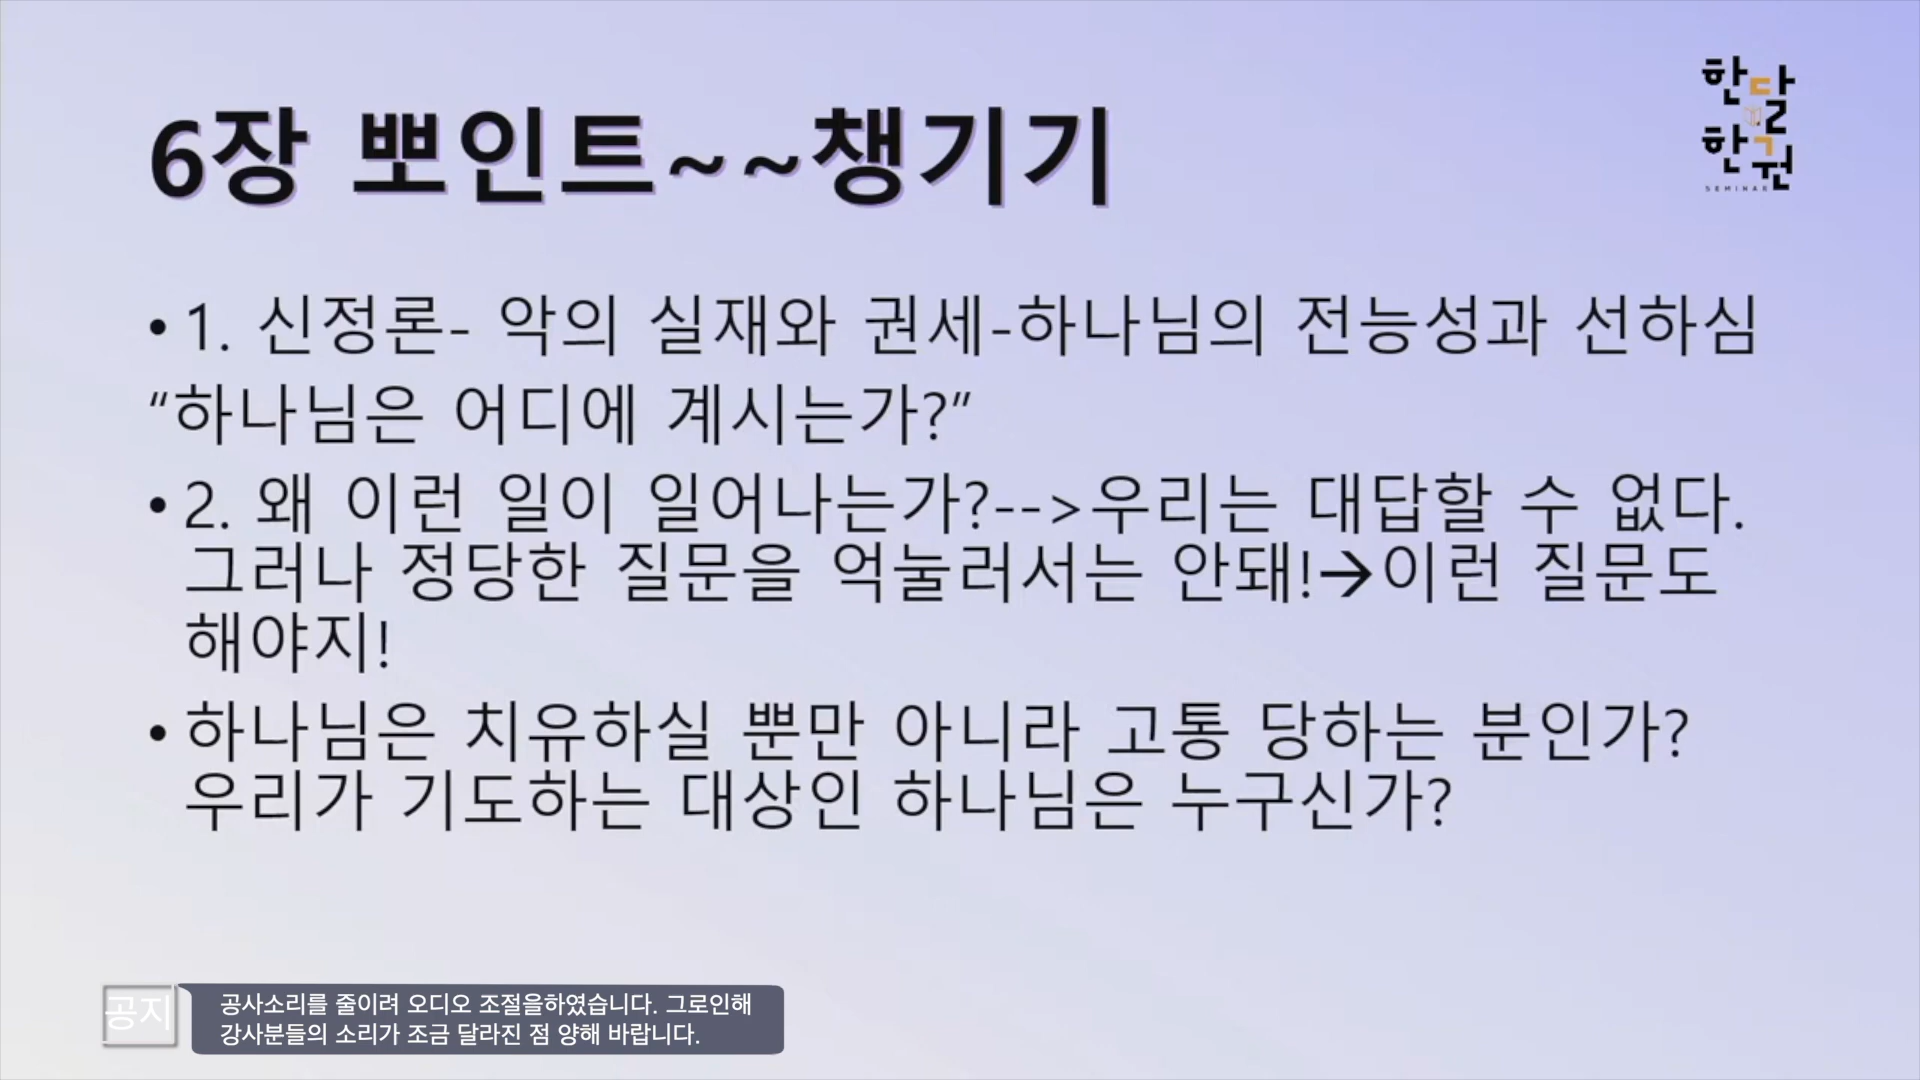 6장 뽀인트~~챙기기
한달
한권
SEMINAR
• 1. 신정론- 악의 실재와 권세-하나님의 전능성과 선하심
“하나님은 어디에 계시는가?”
• 2. 왜 이런 일이 일어나는가?-->우리는 대답할 수 없다.
그러나 정당한 질문을 억눌러서는 안돼!→이런 질문도
해야지!
• 하나님은 치유하실 뿐만 아니라 고통 당하는 분인가?
우리가 기도하는 대상인 하나님은 누구신가?
공지
공사소리를 줄이려 오디오 조절을하였습니다. 그로인해
강사분들의 소리가 조금 달라진 점 양해 바랍니다.